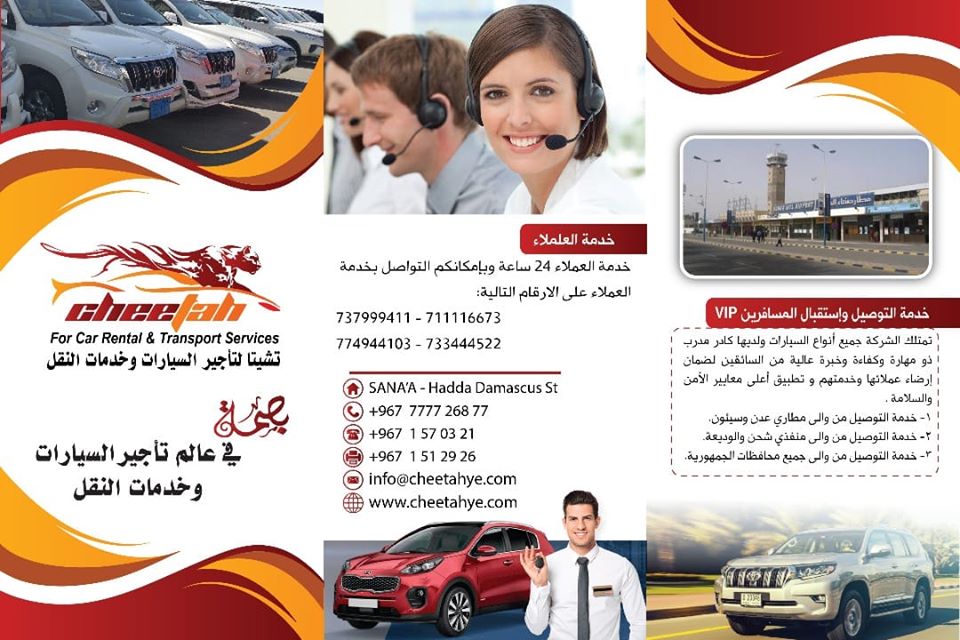 cheetah
For Car Rental & Transport Services
تشيتا لتأجير السيارات وخدمات النقل
بصمة
في عالم تأجير السيارات
وخدمات النقل
خدمة العلملاء
خدمة العملاء 24 ساعة وبإمكانكم التواصل بخدمة
العملاء على الارقام التالية:
737999411 - 711116673
774944103 - 733444522
SANA'A - Hadda Damascus St
+967 7777 268 77
+967 1 57 03 21
+967 1 51 29 26
info@cheetahye.com
www.cheetahye.com
خدمة التوصيل وإستقبال المسافرين VIP
تمتلك الشركة جميع أنواع السيارات ولديها كادر مدرب
ذو مهارة وكفاءة وخبرة عالية من السائقين لضمان
إرضاء عملائها وخدمتهم و تطبيق أعلى معايير الأمن
والسلامة .
١- خدمة التوصيل من والى مطاري عدن وسيئون.
٢- خدمة التوصيل من والى منفذي شحن والوديعة.
٣- خدمة التوصيل من والى جميع محافظات الجمهورية.